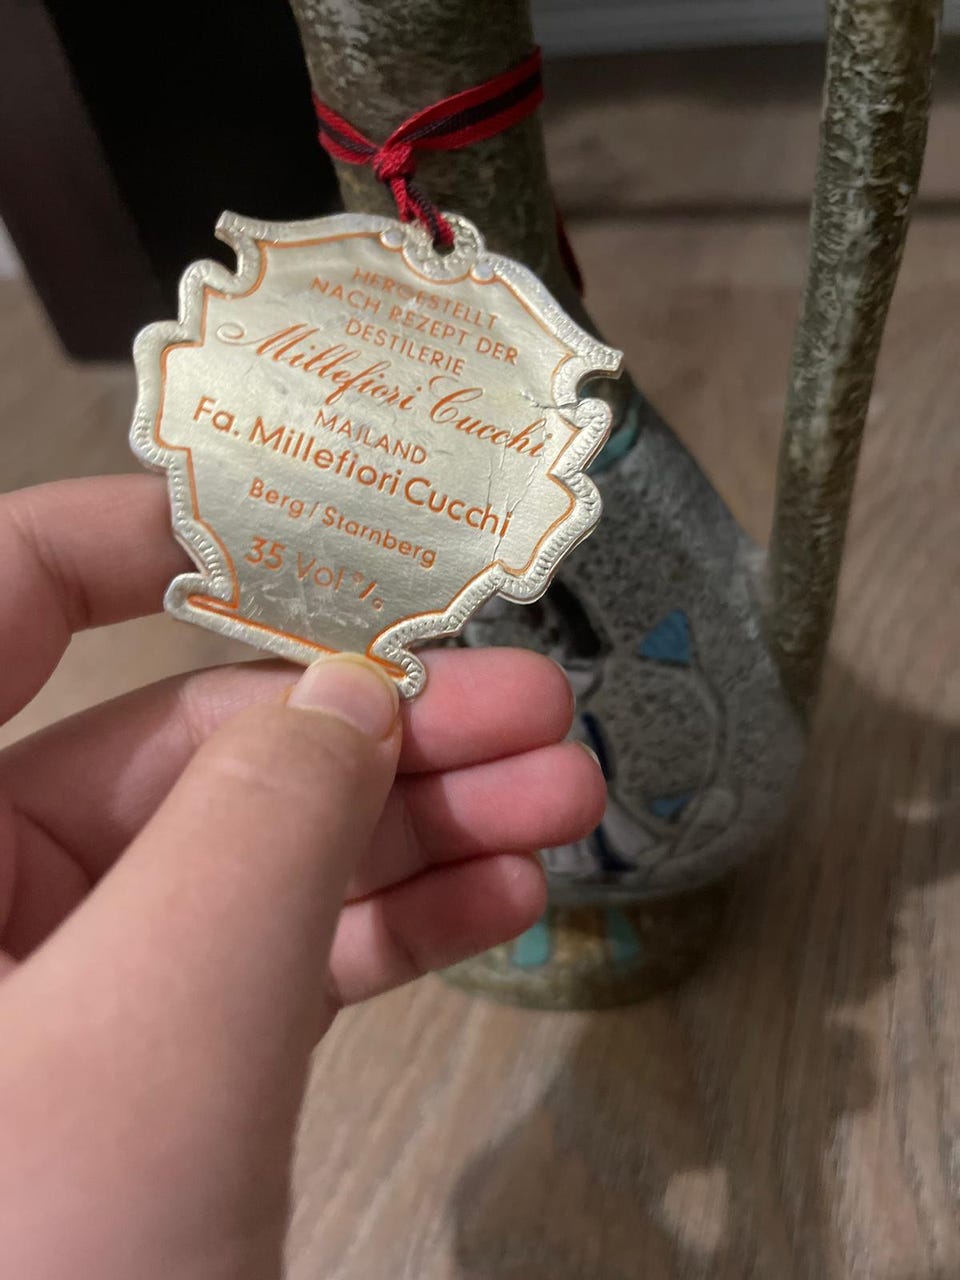 HERGESTELLT
NACH REZEPT DER
DESTILERIE
Millefiori Cucchi
MAILAND
Fa. Millefiori Cucchi
Berg/Starnberg
35 Vol %